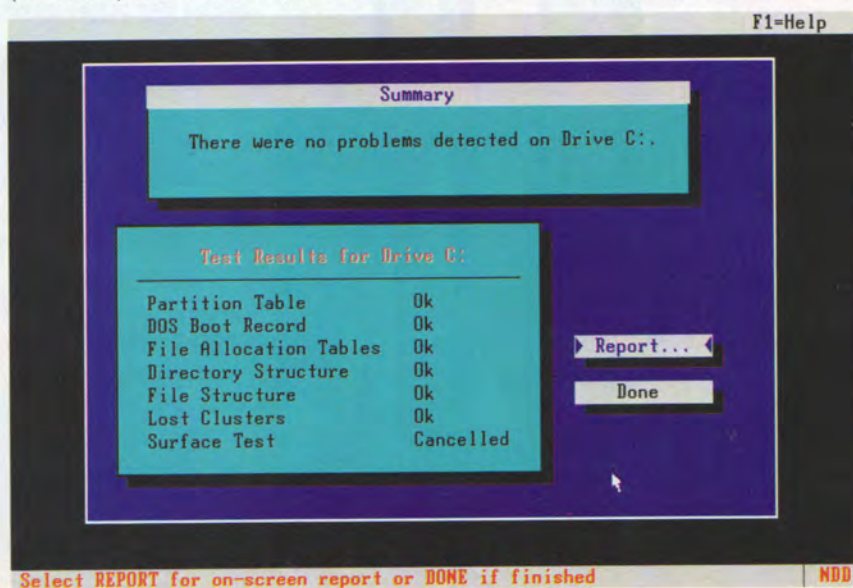 F1=Help
Summary
There were no problems detected on Drive C:.
Test Results for Drive C:
Partition Table Ok
DOS Boot Record Ok
File Allocation Tables Ok
Directory Structure Ok
File Structure Ok
Lost Clusters Ok
Surface Test Cancelled
Report...
Done
Select REPORT for on-screen report or DONE if finished NDD